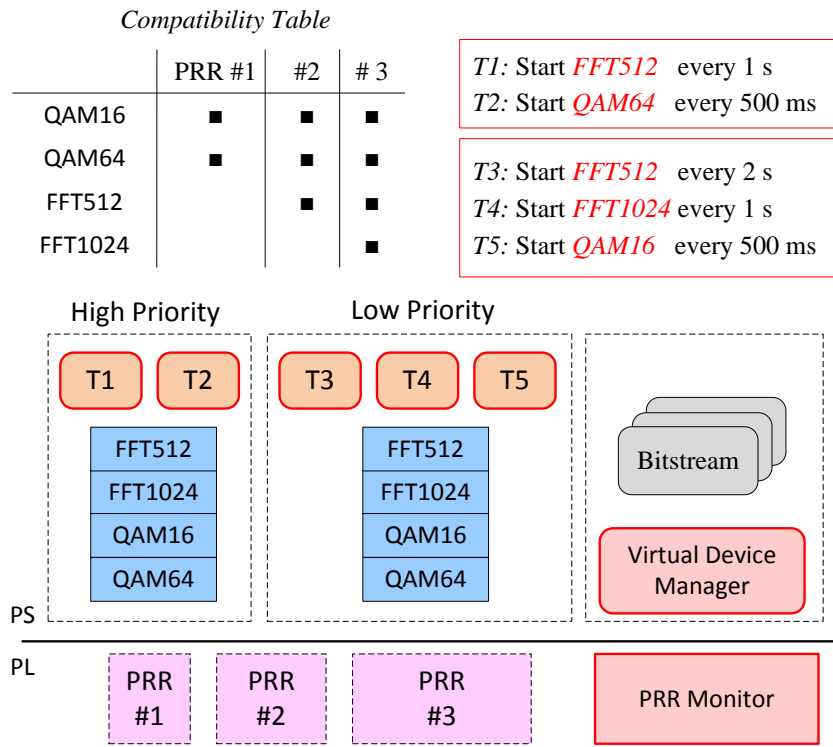 Compatibility Table
PRR #1 #2 # 3
QAM16 ■ ■ ■
QAM64 ■ ■ ■
FFT512 ■ ■
FFT1024 ■
T1: Start FFT512 every 1 s
T2: Start QAM64 every 500 ms
T3: Start FFT512 every 2 s
T4: Start FFT1024 every 1 s
T5: Start QAM16 every 500 ms
High Priority
T1 T2
FFT512
FFT1024
QAM16
QAM64
Low Priority
T3 T4 T5
FFT512
FFT1024
QAM16
QAM64
Bitstream
Virtual Device
Manager
PS
PL
PRR
#1
PRR
#2
PRR
#3
PRR Monitor